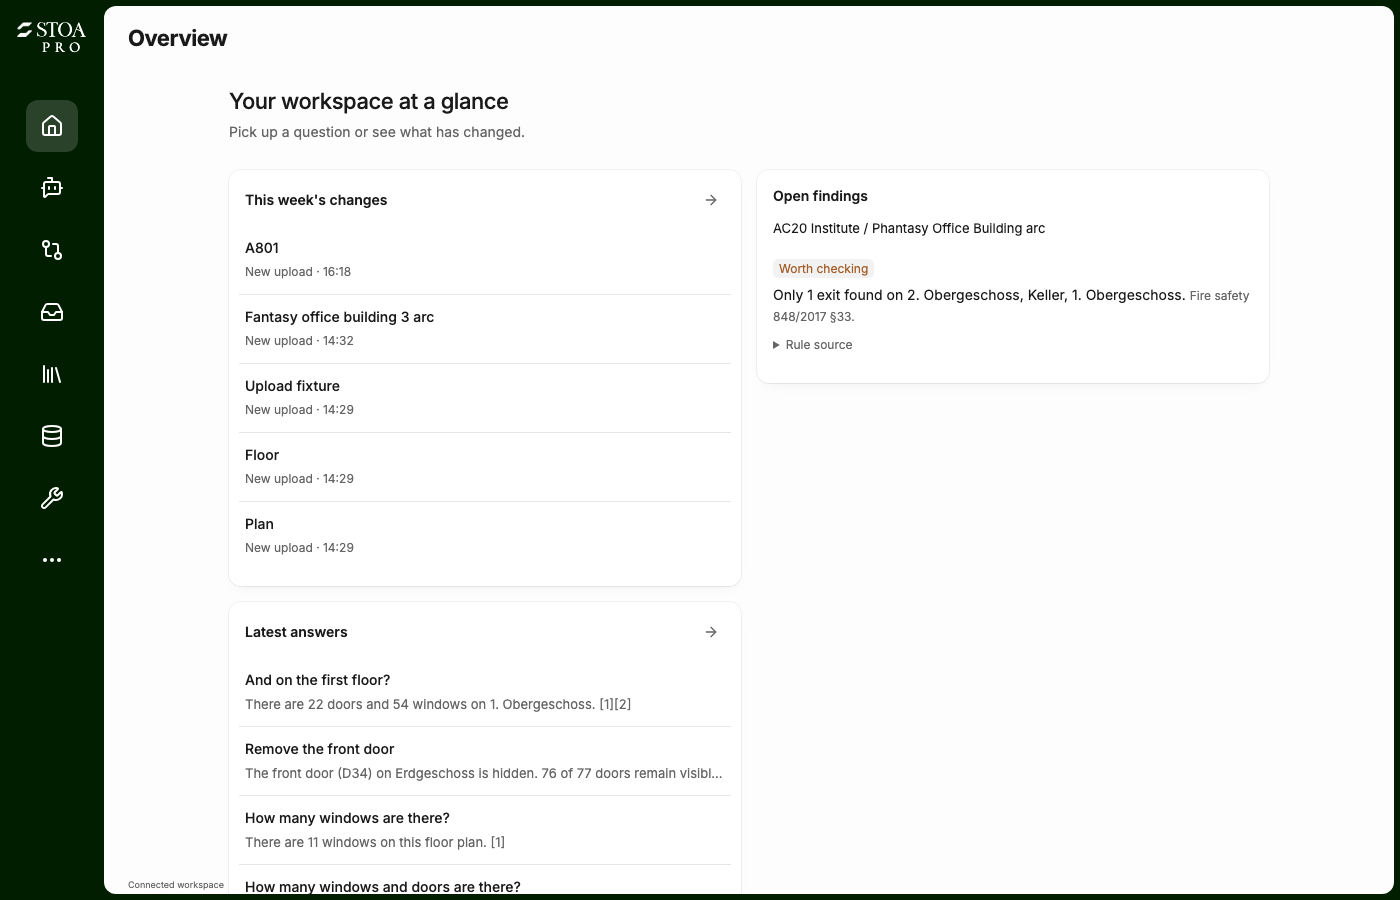 STOA
PRO
Overview
Your workspace at a glance
Pick up a question or see what has changed.
This week's changes
A801
New upload · 16:18
Fantasy office building 3 arc
New upload · 14:32
Upload fixture
New upload · 14:29
Floor
New upload · 14:29
Plan
New upload · 14:29
Open findings
AC20 Institute / Phantasy Office Building arc
Worth checking
Only 1 exit found on 2. Obergeschoss, Keller, 1. Obergeschoss. Fire safety
848/2017 §33.
Rule source
Latest answers
And on the first floor?
There are 22 doors and 54 windows on 1. Obergeschoss. [1][2]
Remove the front door
The front door (D34) on Erdgeschoss is hidden. 76 of 77 doors remain visibl...
How many windows are there?
There are 11 windows on this floor plan. [1]
How many windows and doors are there?
Connected workspace